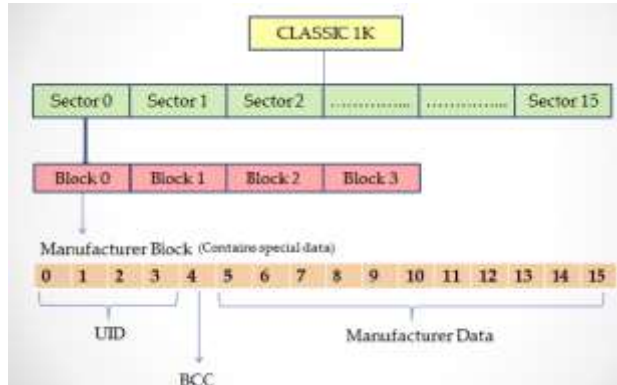 CLASSIC 1K
Sector 0 Sector 1 Sector 2 ………….. ………….. Sector 15
Block 0 Block 1 Block 2 Block 3
Manufacturer Block (Contains special data)
0 1 2 3 4 5 6 7 8 9 10 11 12 13 14 15
UID Manufacturer Data
BCC